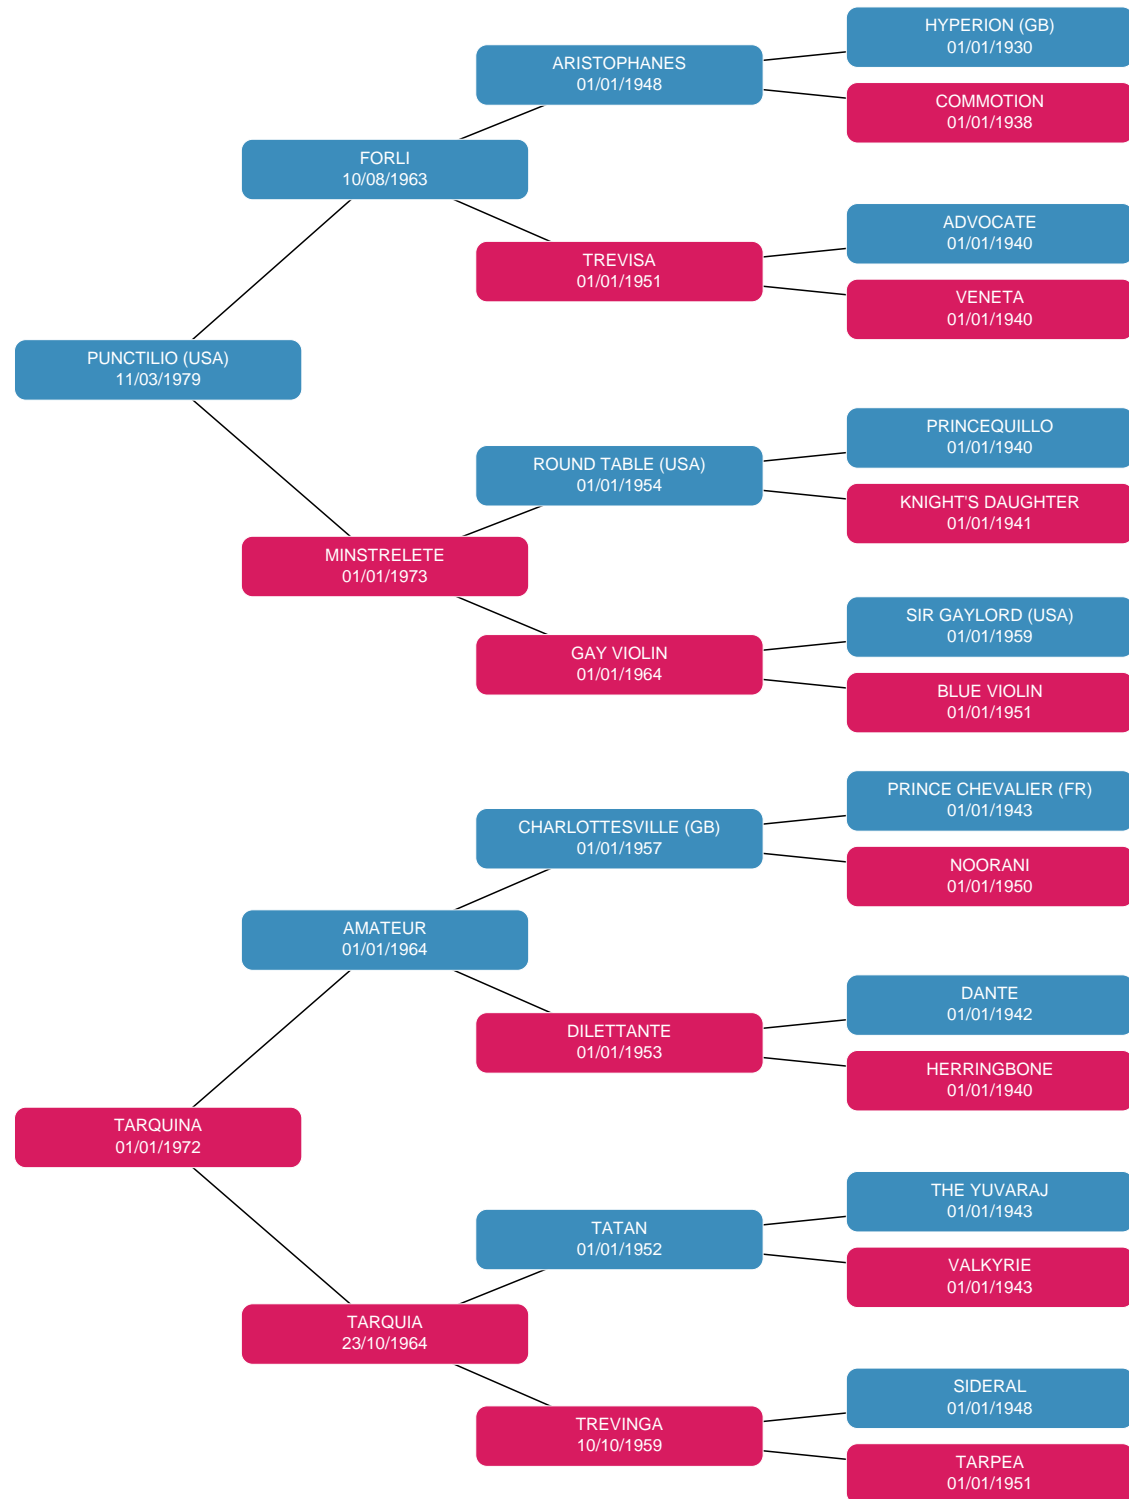 HYPERION (GB)
01/01/1930
ARISTOPHANES
01/01/1948
COMMOTION
01/01/1938
FORLI
10/08/1963
ADVOCATE
01/01/1940
TREVISA
01/01/1951
VENETA
01/01/1940
PUNCTILIO (USA)
11/03/1979
PRINCEQUILLO
01/01/1940
ROUND TABLE (USA)
01/01/1954
KNIGHT'S DAUGHTER
01/01/1941
MINSTRELETE
01/01/1973
SIR GAYLORD (USA)
01/01/1959
GAY VIOLIN
01/01/1964
BLUE VIOLIN
01/01/1951
PRINCE CHEVALIER (FR)
01/01/1943
CHARLOTTESVILLE (GB)
01/01/1957
NOORANI
01/01/1950
AMATEUR
01/01/1964
DANTE
01/01/1942
DILETTANTE
01/01/1953
HERRINGBONE
01/01/1940
TARQUINA
01/01/1972
THE YUVARAJ
01/01/1943
TATAN
01/01/1952
VALKYRIE
01/01/1943
TARQUIA
23/10/1964
SIDERAL
01/01/1948
TREVINGA
10/10/1959
TARPEA
01/01/1951